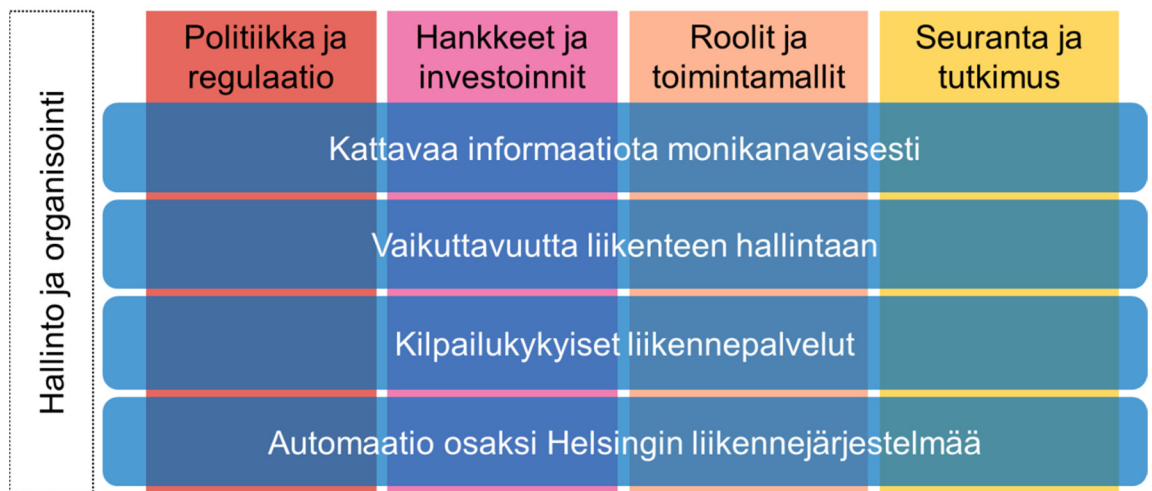 Hallinto ja organisointi
Politiikka ja
regulaatio
Hankkeet ja
investoinnit
Roolit ja
toimintamallit
Seuranta ja
tutkimus
Kattavaa informaatiota monikanavaisesti
Vaikuttavuutta liikenteen hallintaan
Kilpailukykyiset liikennepalvelut
Automaatio osaksi Helsingin liikennejärjestelmää